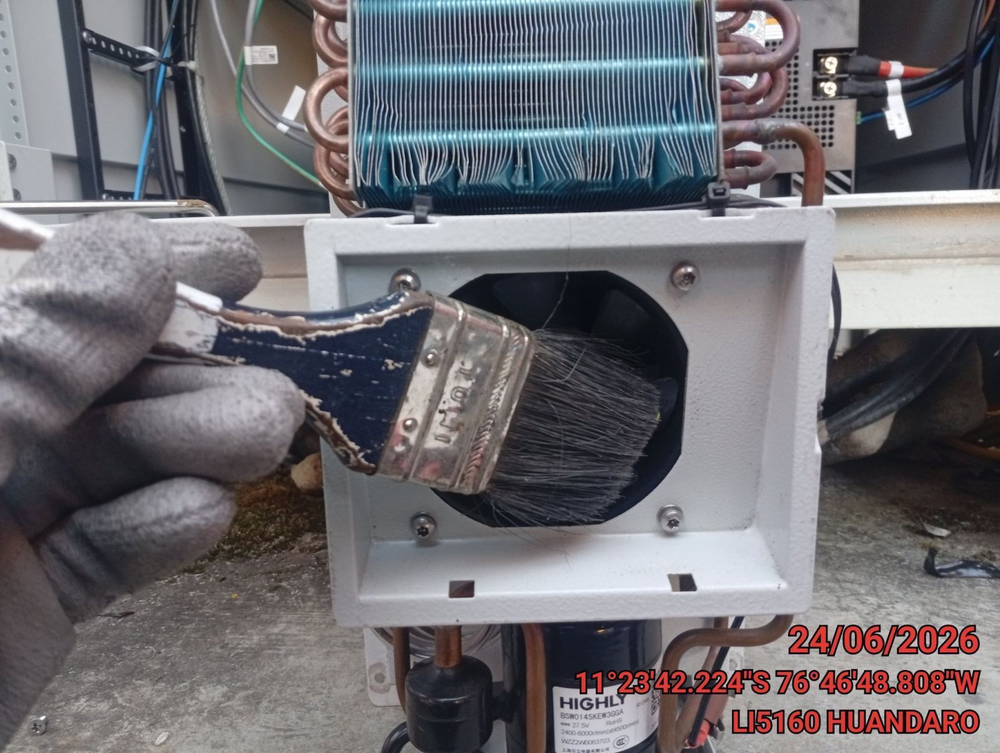 24/06/2026
11°23'42.224"S 76°46'48.808"W
LI5160 HUANDARO
HIGHLY
BSW014SKEW3GGA
27.5V RoHS
2400-6000r/min(at4500r/min)
WZZ2W0063703